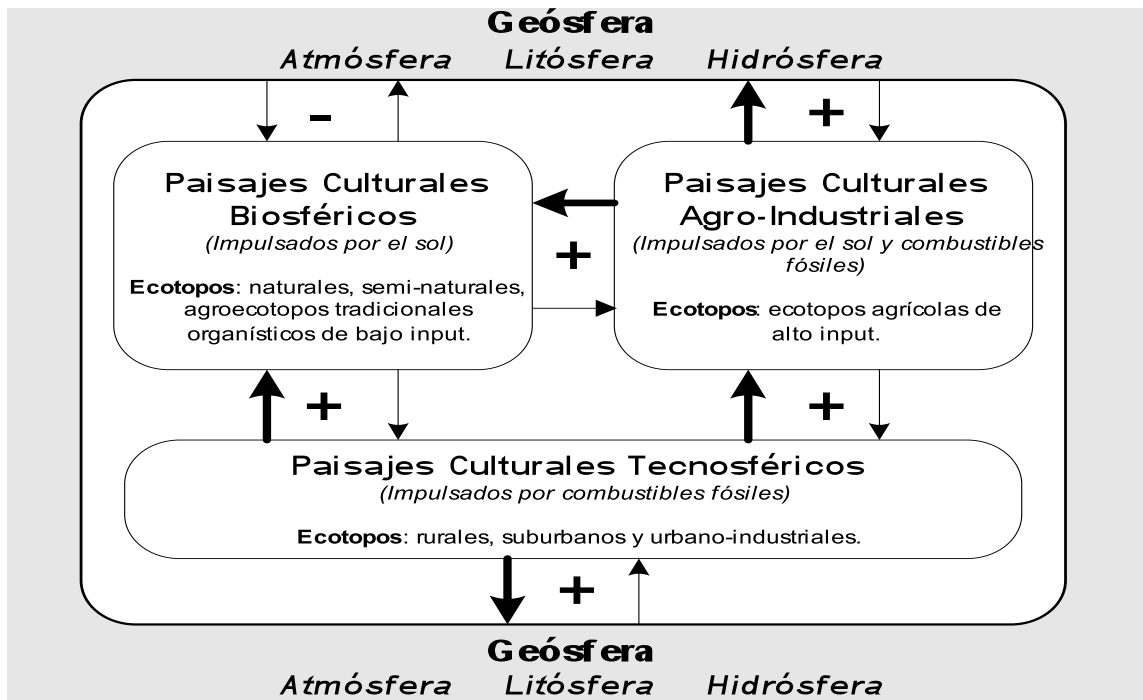 Geósfera
Atmósfera Litósfera Hidrósfera
- +
Paisajes Culturales
Biosféricos
(Impulsados por el sol)
Ecotopos: naturales, semi-naturales,
agroecotopos tradicionales
organísticos de bajo input.
+
Paisajes Culturales
Agro-Industriales
(Impulsados por el sol y combustibles
fósiles)
Ecotopos: ecotopos agrícolas de
alto input.
+ +
Paisajes Culturales Tecnosféricos
(Impulsados por combustibles fósiles)
Ecotopos: rurales, suburbanos y urbano-industriales.
+
Geósfera
Atmósfera Litósfera Hidrósfera